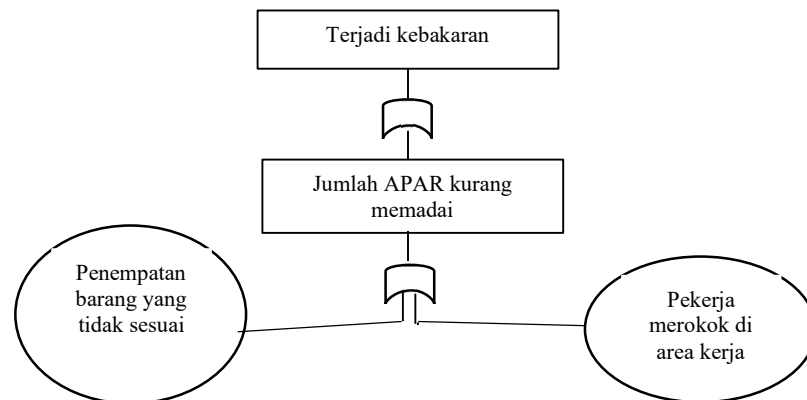 Terjadi kebakaran
Jumlah APAR kurang
memadai
Penempatan
barang yang
tidak sesuai
Pekerja
merokok di
area kerja